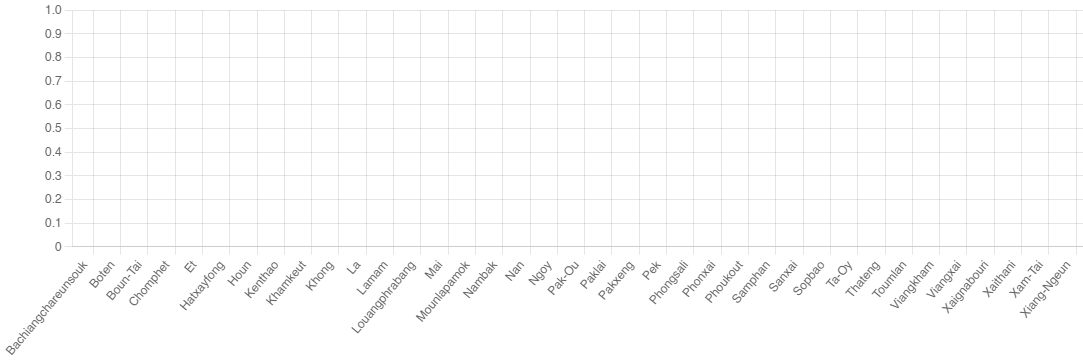 1.0
0.9
0.8
0.7
0.6
0.5
0.4
0.3
0.2
0.1
0
Bachiangchareunsouk
Boten
Boun-Tai
Chomphet
Et
Hatxayfong
Houn
Kenthao
Khamkeut
Khong
La
Lamam
Louangphrabang
Mai
Mounlapamok
Nambak
Nan
Ngoy
Pak-Ou
Paklai
Pakxeng
Pek
Phongsali
Phonxai
Phoukout
Samphan
Sanxai
Sopbao
Ta-Oy
Thateng
Toumlan
Viangkham
Viangxai
Xaignabouri
Xaithani
Xam-Tai
Xiang-Ngeun